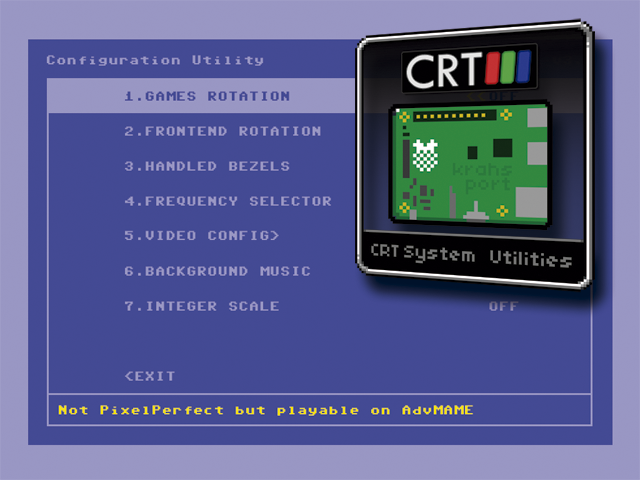 Configuration Utility
1.GAMES ROTATION OFF
2.FRONTEND ROTATION
3.HANDLED BEZELS
4.FREQUENCY SELECTOR
5.VIDEO CONFIG>
6.BACKGROUND MUSIC
7.INTEGER SCALE OFF
<EXIT
Not PixelPerfect but playable on AdvMAME
CRT
krahs
port
CRT System Utilities